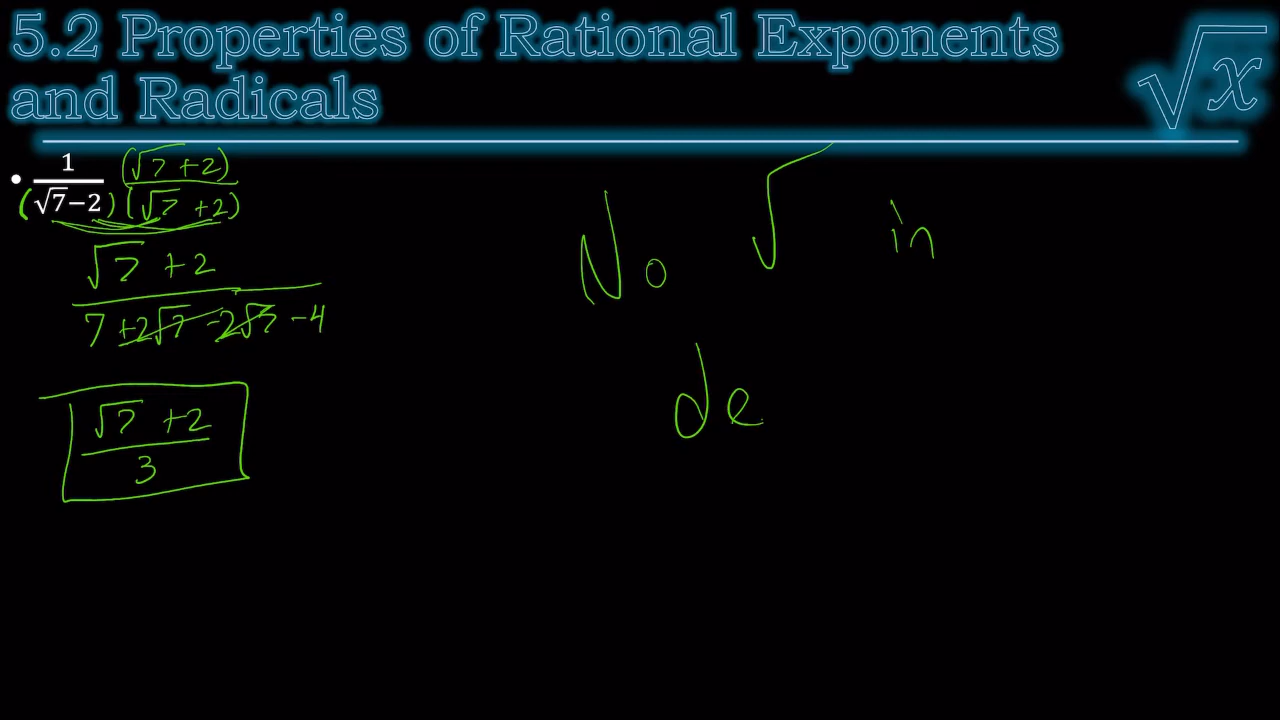 5.2 Properties of Rational Exponents
and Radicals
√x
• 1/(√7−2) (√7 +2)/(√7 +2)
√7 +2
7 +2√7 −2√7 −4
√7 +2
3
No √ in
de